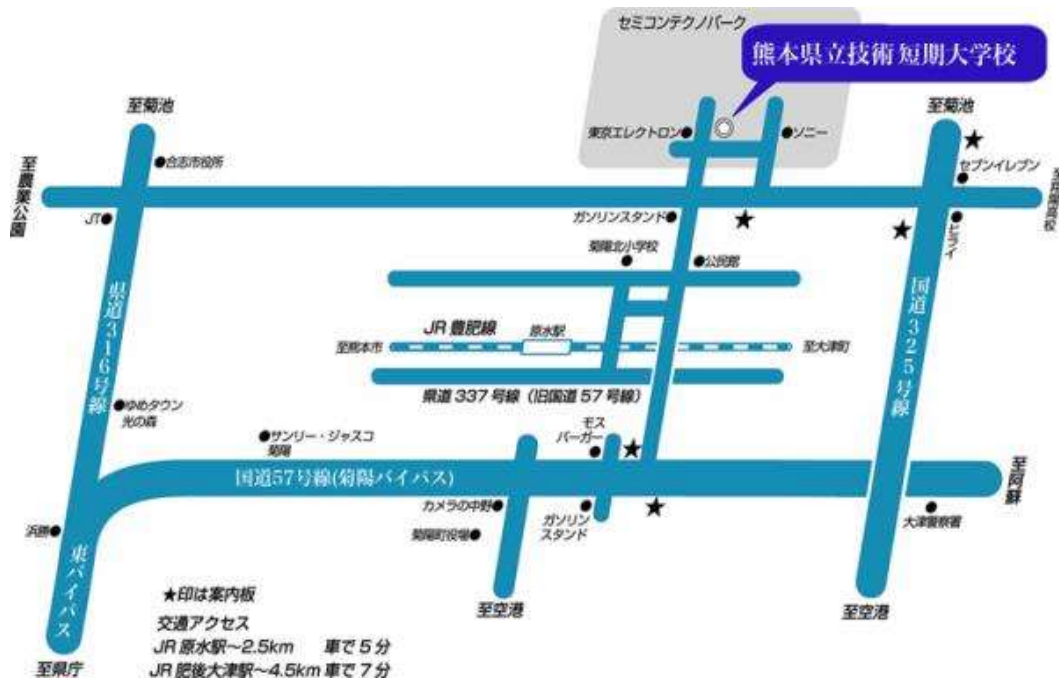 セミコンテクノパーク
熊本県立技術短期大学校
至菊池
至菊池
東京エレクトロン
ソニー
合志市役所
セブンイレブン
至農業公園
JT
ガソリンスタンド
ヒライ
菊陽北小学校
公民館
県道316号線
国道325号線
JR豊肥線
原水駅
至熊本市
至大津町
県道337号線（旧国道57号線）
ゆめタウン
光の森
サンリー・ジャスコ
菊陽
モス
バーガー
国道57号線(菊陽バイパス)
至阿蘇
カメラの中野
ガソリン
スタンド
大津警察署
浜勝
菊陽町役場
東バイパス
至空港
至空港
★印は案内板
交通アクセス
JR原水駅～2.5km 車で5分
JR肥後大津駅～4.5km 車で7分
至県庁